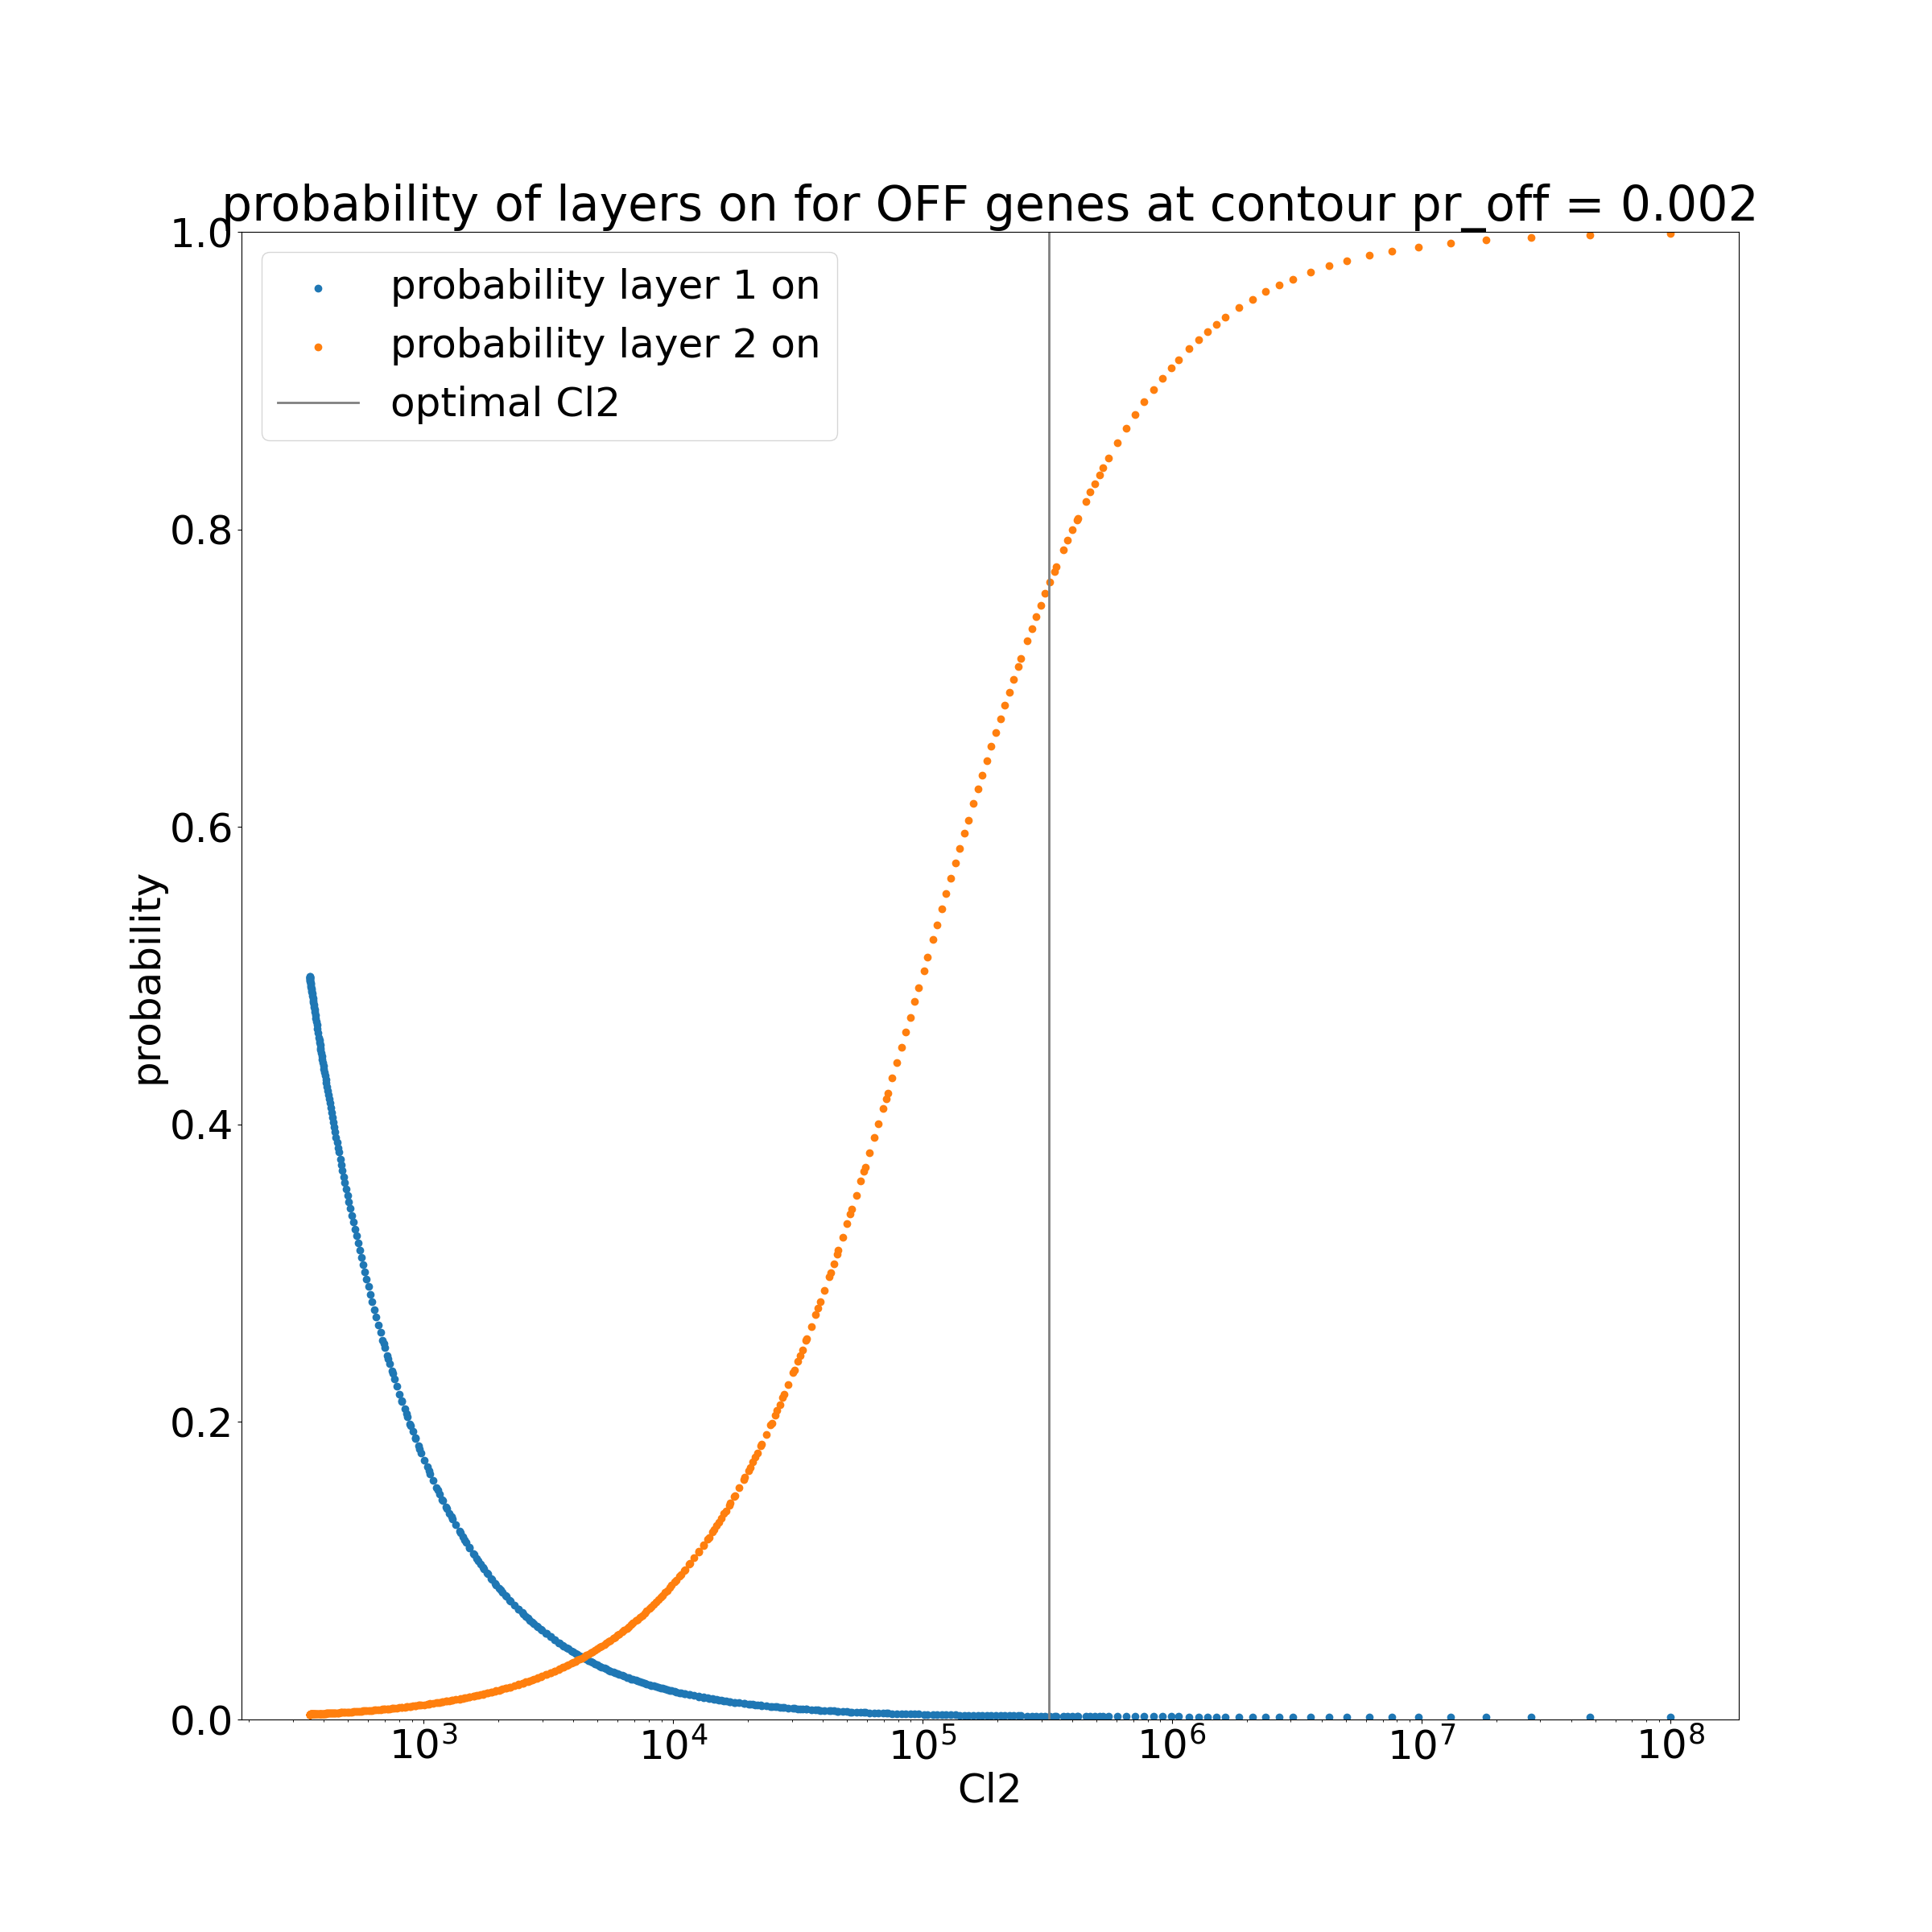 probability of layers on for OFF genes at contour pr_off = 0.002
probability layer 1 on
probability layer 2 on
optimal Cl2
1.0
0.8
0.6
0.4
0.2
0.0
probability
10³ 10⁴ 10⁵ 10⁶ 10⁷ 10⁸
Cl2